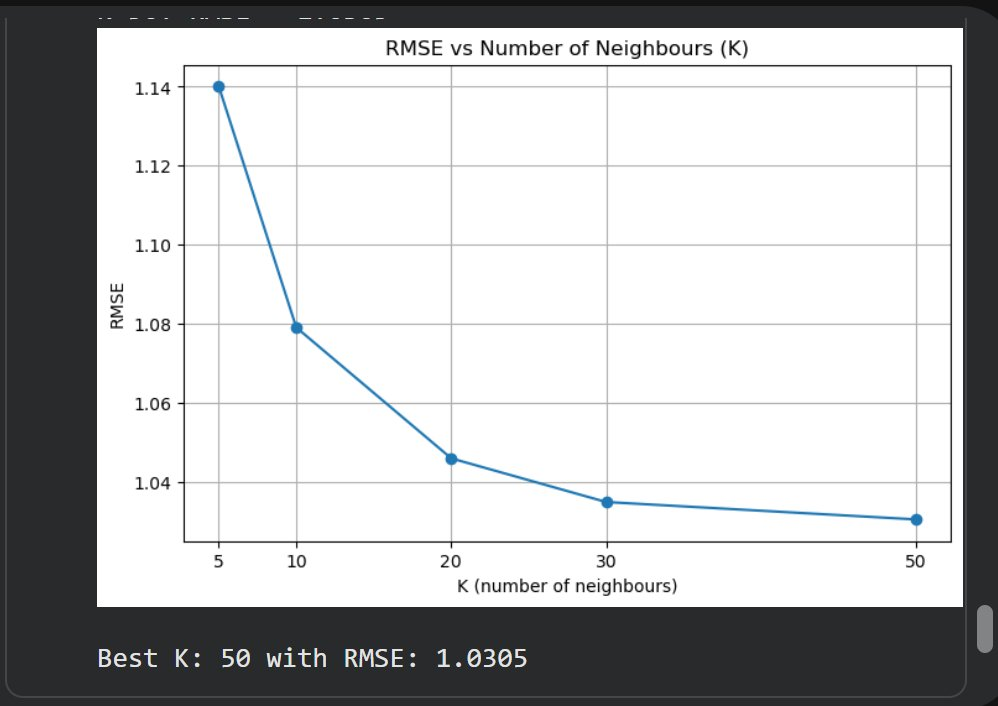 RMSE vs Number of Neighbours (K)
1.14
1.12
1.10
1.08
1.06
1.04
RMSE
5 10 20 30 50
K (number of neighbours)
Best K: 50 with RMSE: 1.0305